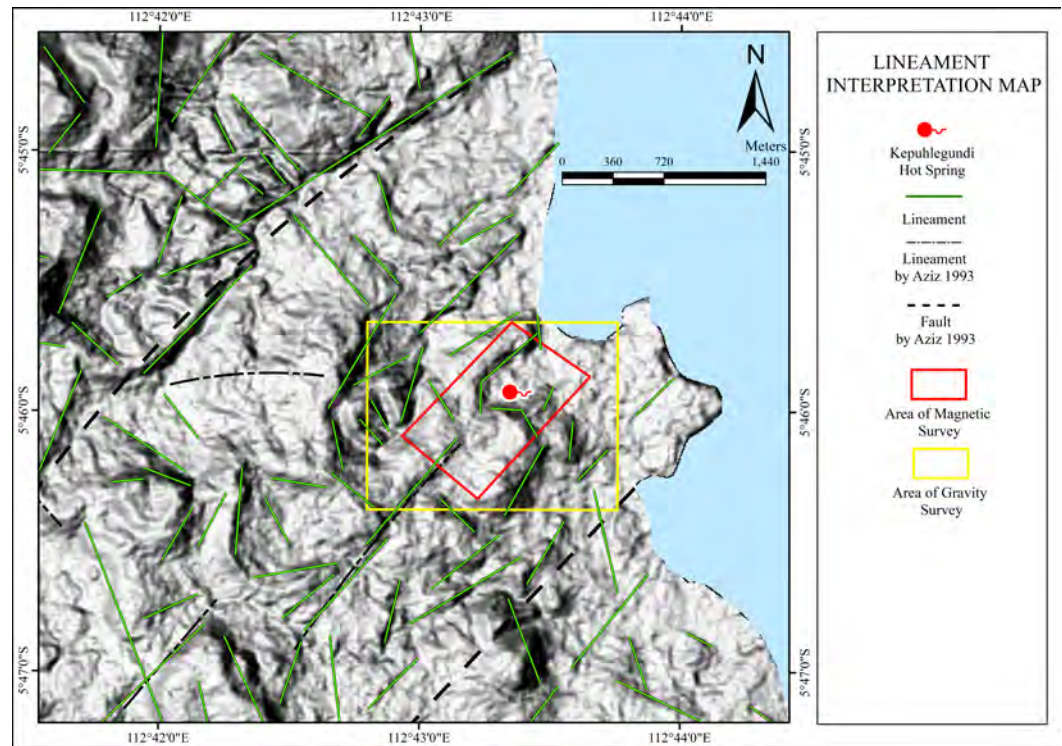 112°42'0"E
112°43'0"E
112°44'0"E
N
Meters
0
360
720
1,440
5°45'0"S
5°45'0"S
5°46'0"S
5°46'0"S
5°47'0"S
5°47'0"S
112°42'0"E
112°43'0"E
112°44'0"E
LINEAMENT
INTERPRETATION MAP
Kepuhlegundi
Hot Spring
Lineament
Lineament
by Aziz 1993
Fault
by Aziz 1993
Area of Magnetic
Survey
Area of Gravity
Survey